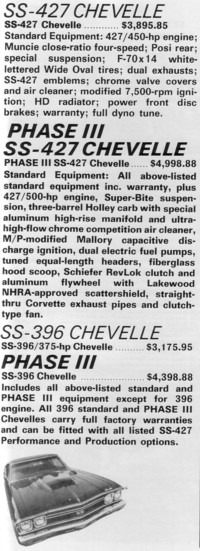 SS-427 CHEVELLE
SS-427 Chevelle .................. $3,895.85
Standard Equipment: 427/450-hp engine;
Muncie close-ratio four-speed; Posi rear;
special suspension; F-70x14 white-
lettered Wide Oval tires; dual exhausts;
SS-427 emblems; chrome valve covers
and air cleaner; modified 7,500-rpm igni-
tion; HD radiator; power front disc
brakes; warranty; full dyno tune.
PHASE III
SS-427 CHEVELLE
PHASE III SS-427 Chevelle ...... $4,998.88
Standard Equipment: All above-listed
standard equipment inc. warranty, plus
427/500-hp engine, Super-Bite suspen-
sion, three-barrel Holley carb with special
aluminum high-rise manifold and ultra-
high-flow chrome competition air cleaner,
M/P-modified Mallory capacitive dis-
charge ignition, dual electric fuel pumps,
tuned equal-length headers, fiberglass
hood scoop, Schiefer RevLok clutch and
aluminum flywheel with Lakewood
NHRA-approved scattershield, straight-
thru Corvette exhaust pipes and clutch-
type fan.
SS-396 CHEVELLE
SS-396/375-hp Chevelle .......... $3,175.95
PHASE III
SS-396 Chevelle .................. $4,398.88
Includes all above-listed standard and
PHASE III equipment except for 396
engine. All 396 standard and PHASE III
Chevelles carry full factory warranties
and can be fitted with all listed SS-427
Performance and Production options.